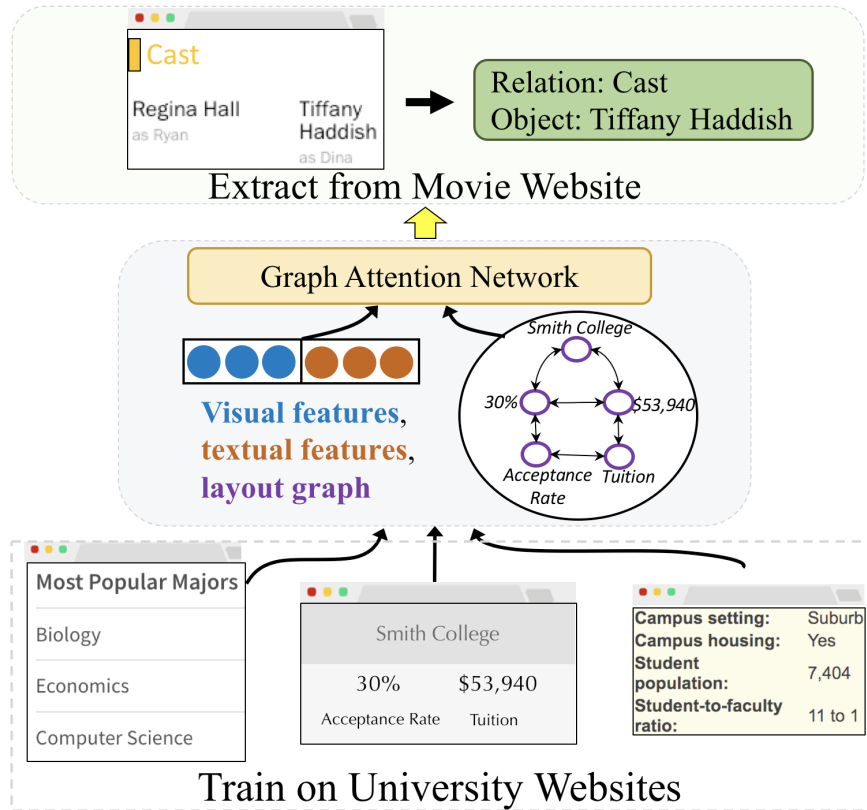 Cast
Regina Hall
as Ryan
Tiffany
Haddish
as Dina
Relation: Cast
Object: Tiffany Haddish
Extract from Movie Website
Graph Attention Network
Visual features,
textual features,
layout graph
Smith College
30%
$53,940
Acceptance
Rate
Tuition
Most Popular Majors
Biology
Economics
Computer Science
Smith College
30%
$53,940
Acceptance Rate
Tuition
Campus setting: Suburb
Campus housing: Yes
Student
population: 7,404
Student-to-faculty
ratio: 11 to 1
Train on University Websites